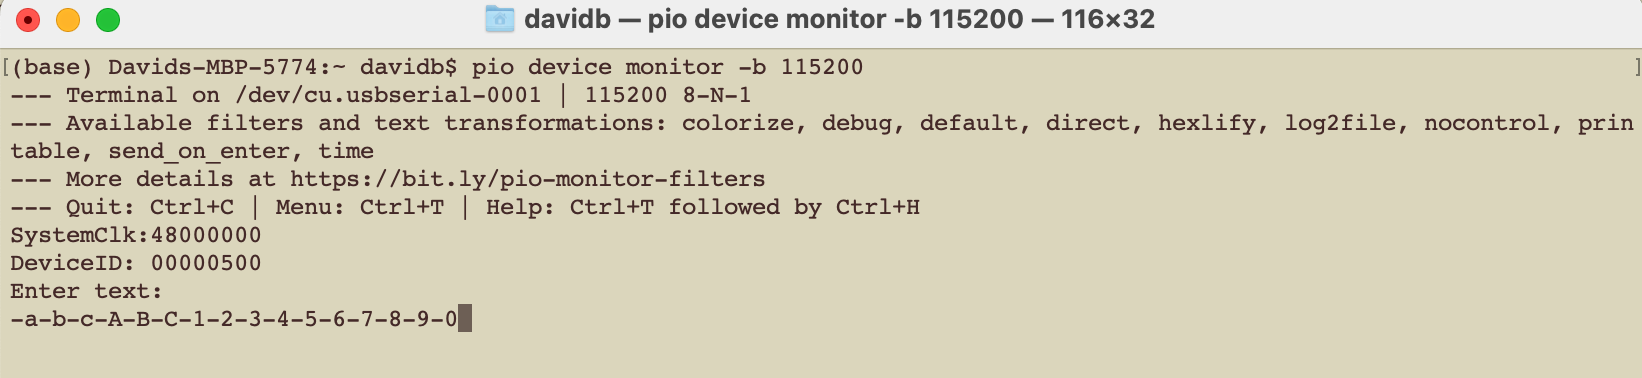 davidb — pio device monitor -b 115200 — 116×32
[(base) Davids-MBP-5774:~ davidb$ pio device monitor -b 115200 ]
--- Terminal on /dev/cu.usbserial-0001 | 115200 8-N-1
--- Available filters and text transformations: colorize, debug, default, direct, hexlify, log2file, nocontrol, prin
table, send_on_enter, time
--- More details at https://bit.ly/pio-monitor-filters
--- Quit: Ctrl+C | Menu: Ctrl+T | Help: Ctrl+T followed by Ctrl+H
SystemClk:48000000
DeviceID: 00000500
Enter text:
-a-b-c-A-B-C-1-2-3-4-5-6-7-8-9-0